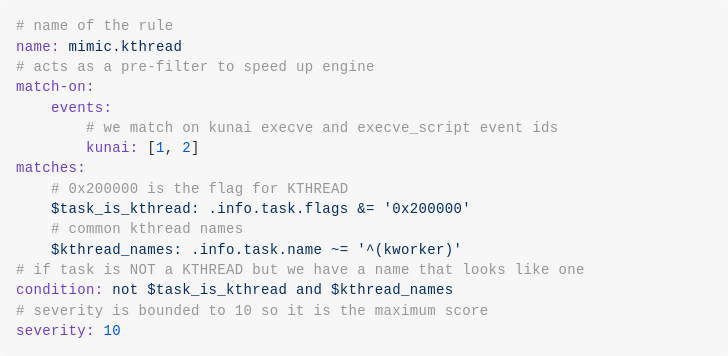 # name of the rule
name: mimic.kthread
# acts as a pre-filter to speed up engine
match-on:
    events:
        # we match on kunai execve and execve_script event ids
        kunai: [1, 2]
matches:
    # 0x200000 is the flag for KTHREAD
    $task_is_kthread: .info.task.flags &= '0x200000'
    # common kthread names
    $kthread_names: .info.task.name ~= '^(kworker)'
# if task is NOT a KTHREAD but we have a name that looks like one
condition: not $task_is_kthread and $kthread_names
# severity is bounded to 10 so it is the maximum score
severity: 10